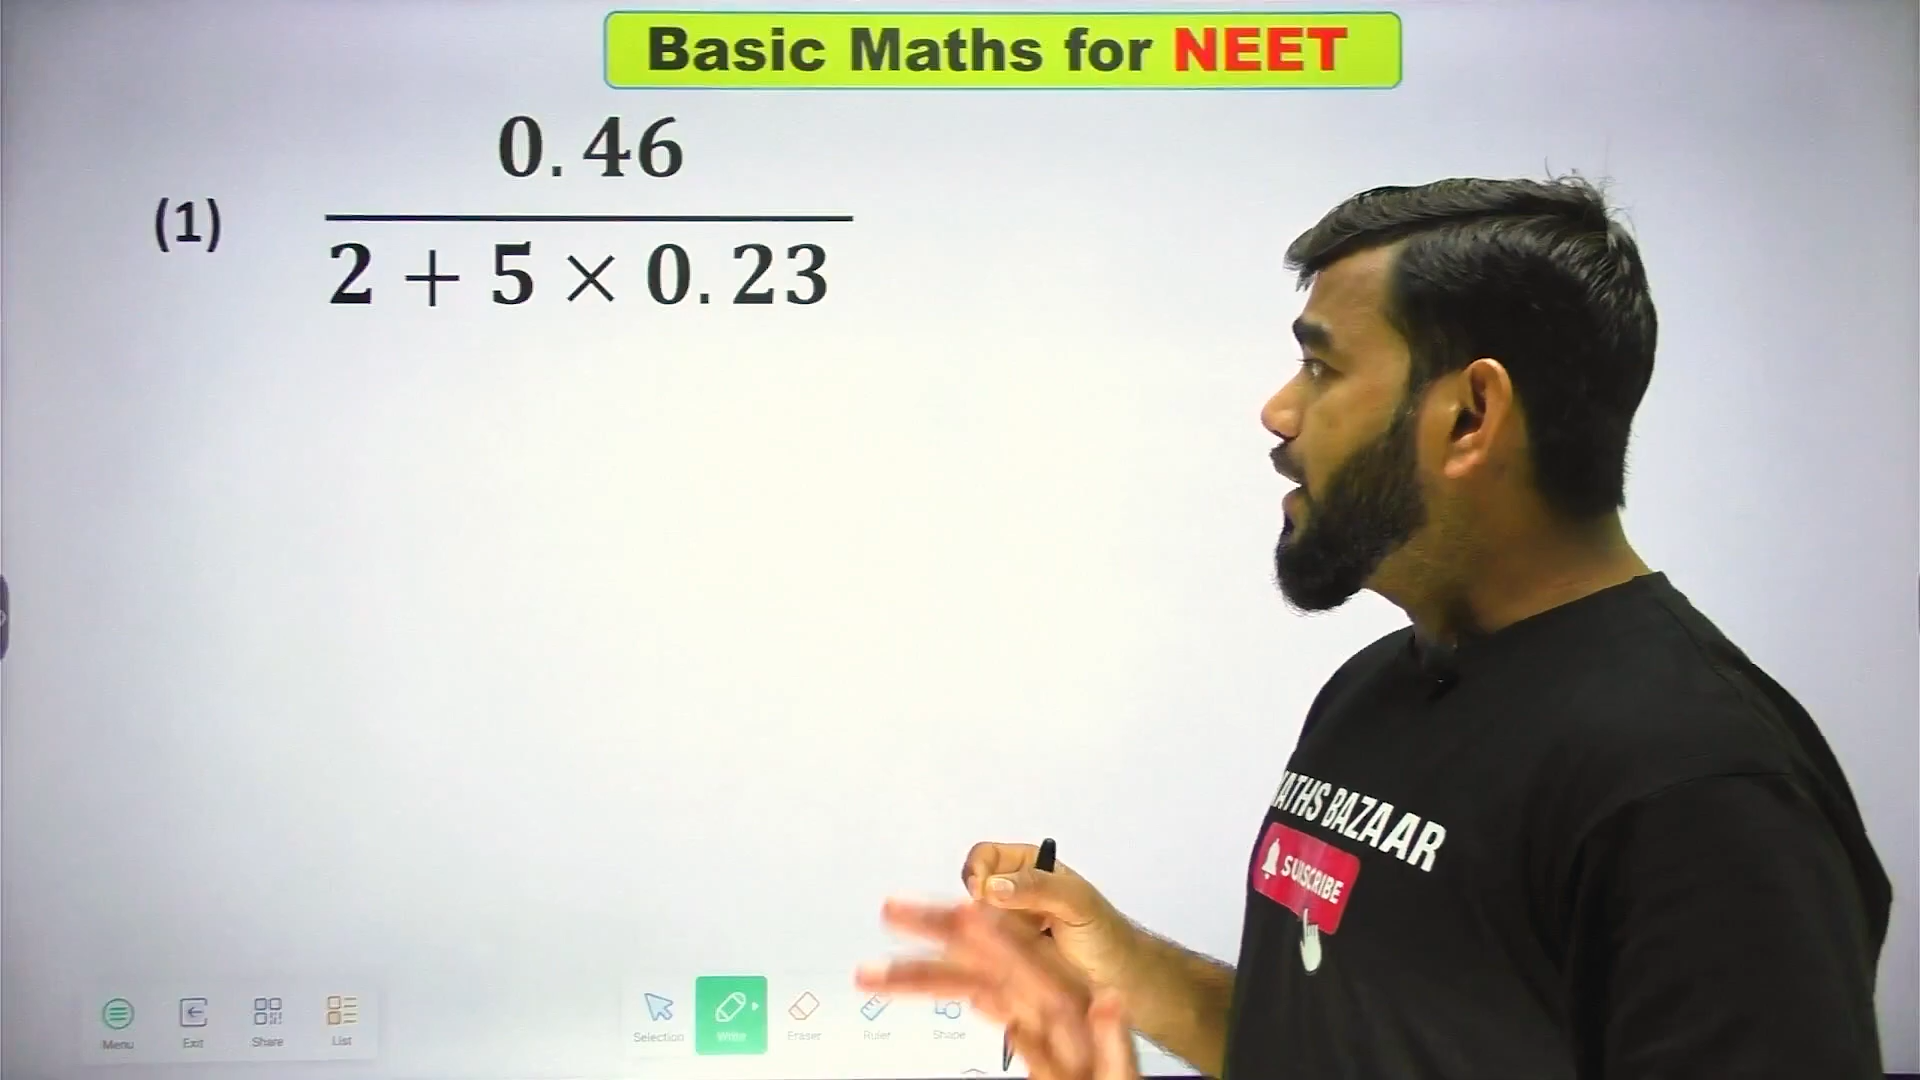 Basic Maths for NEET
0.46
(1)
2 + 5 × 0.23
MATHS BAZAAR
SUBSCRIBE
Menu
Exit
Share
List
Selection
Write
Eraser
Ruler
Shape